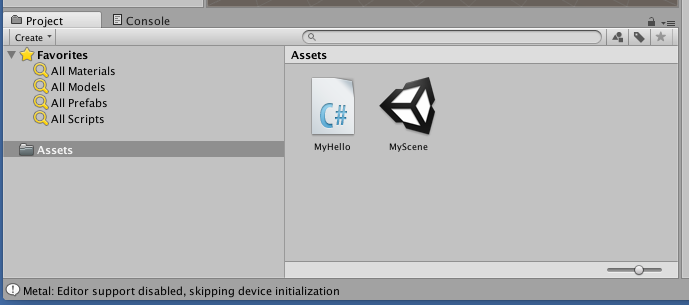 Project
Console
Create
Favorites
All Materials
All Models
All Prefabs
All Scripts
Assets
Assets
C#
MyHello
MyScene
Metal: Editor support disabled, skipping device initialization